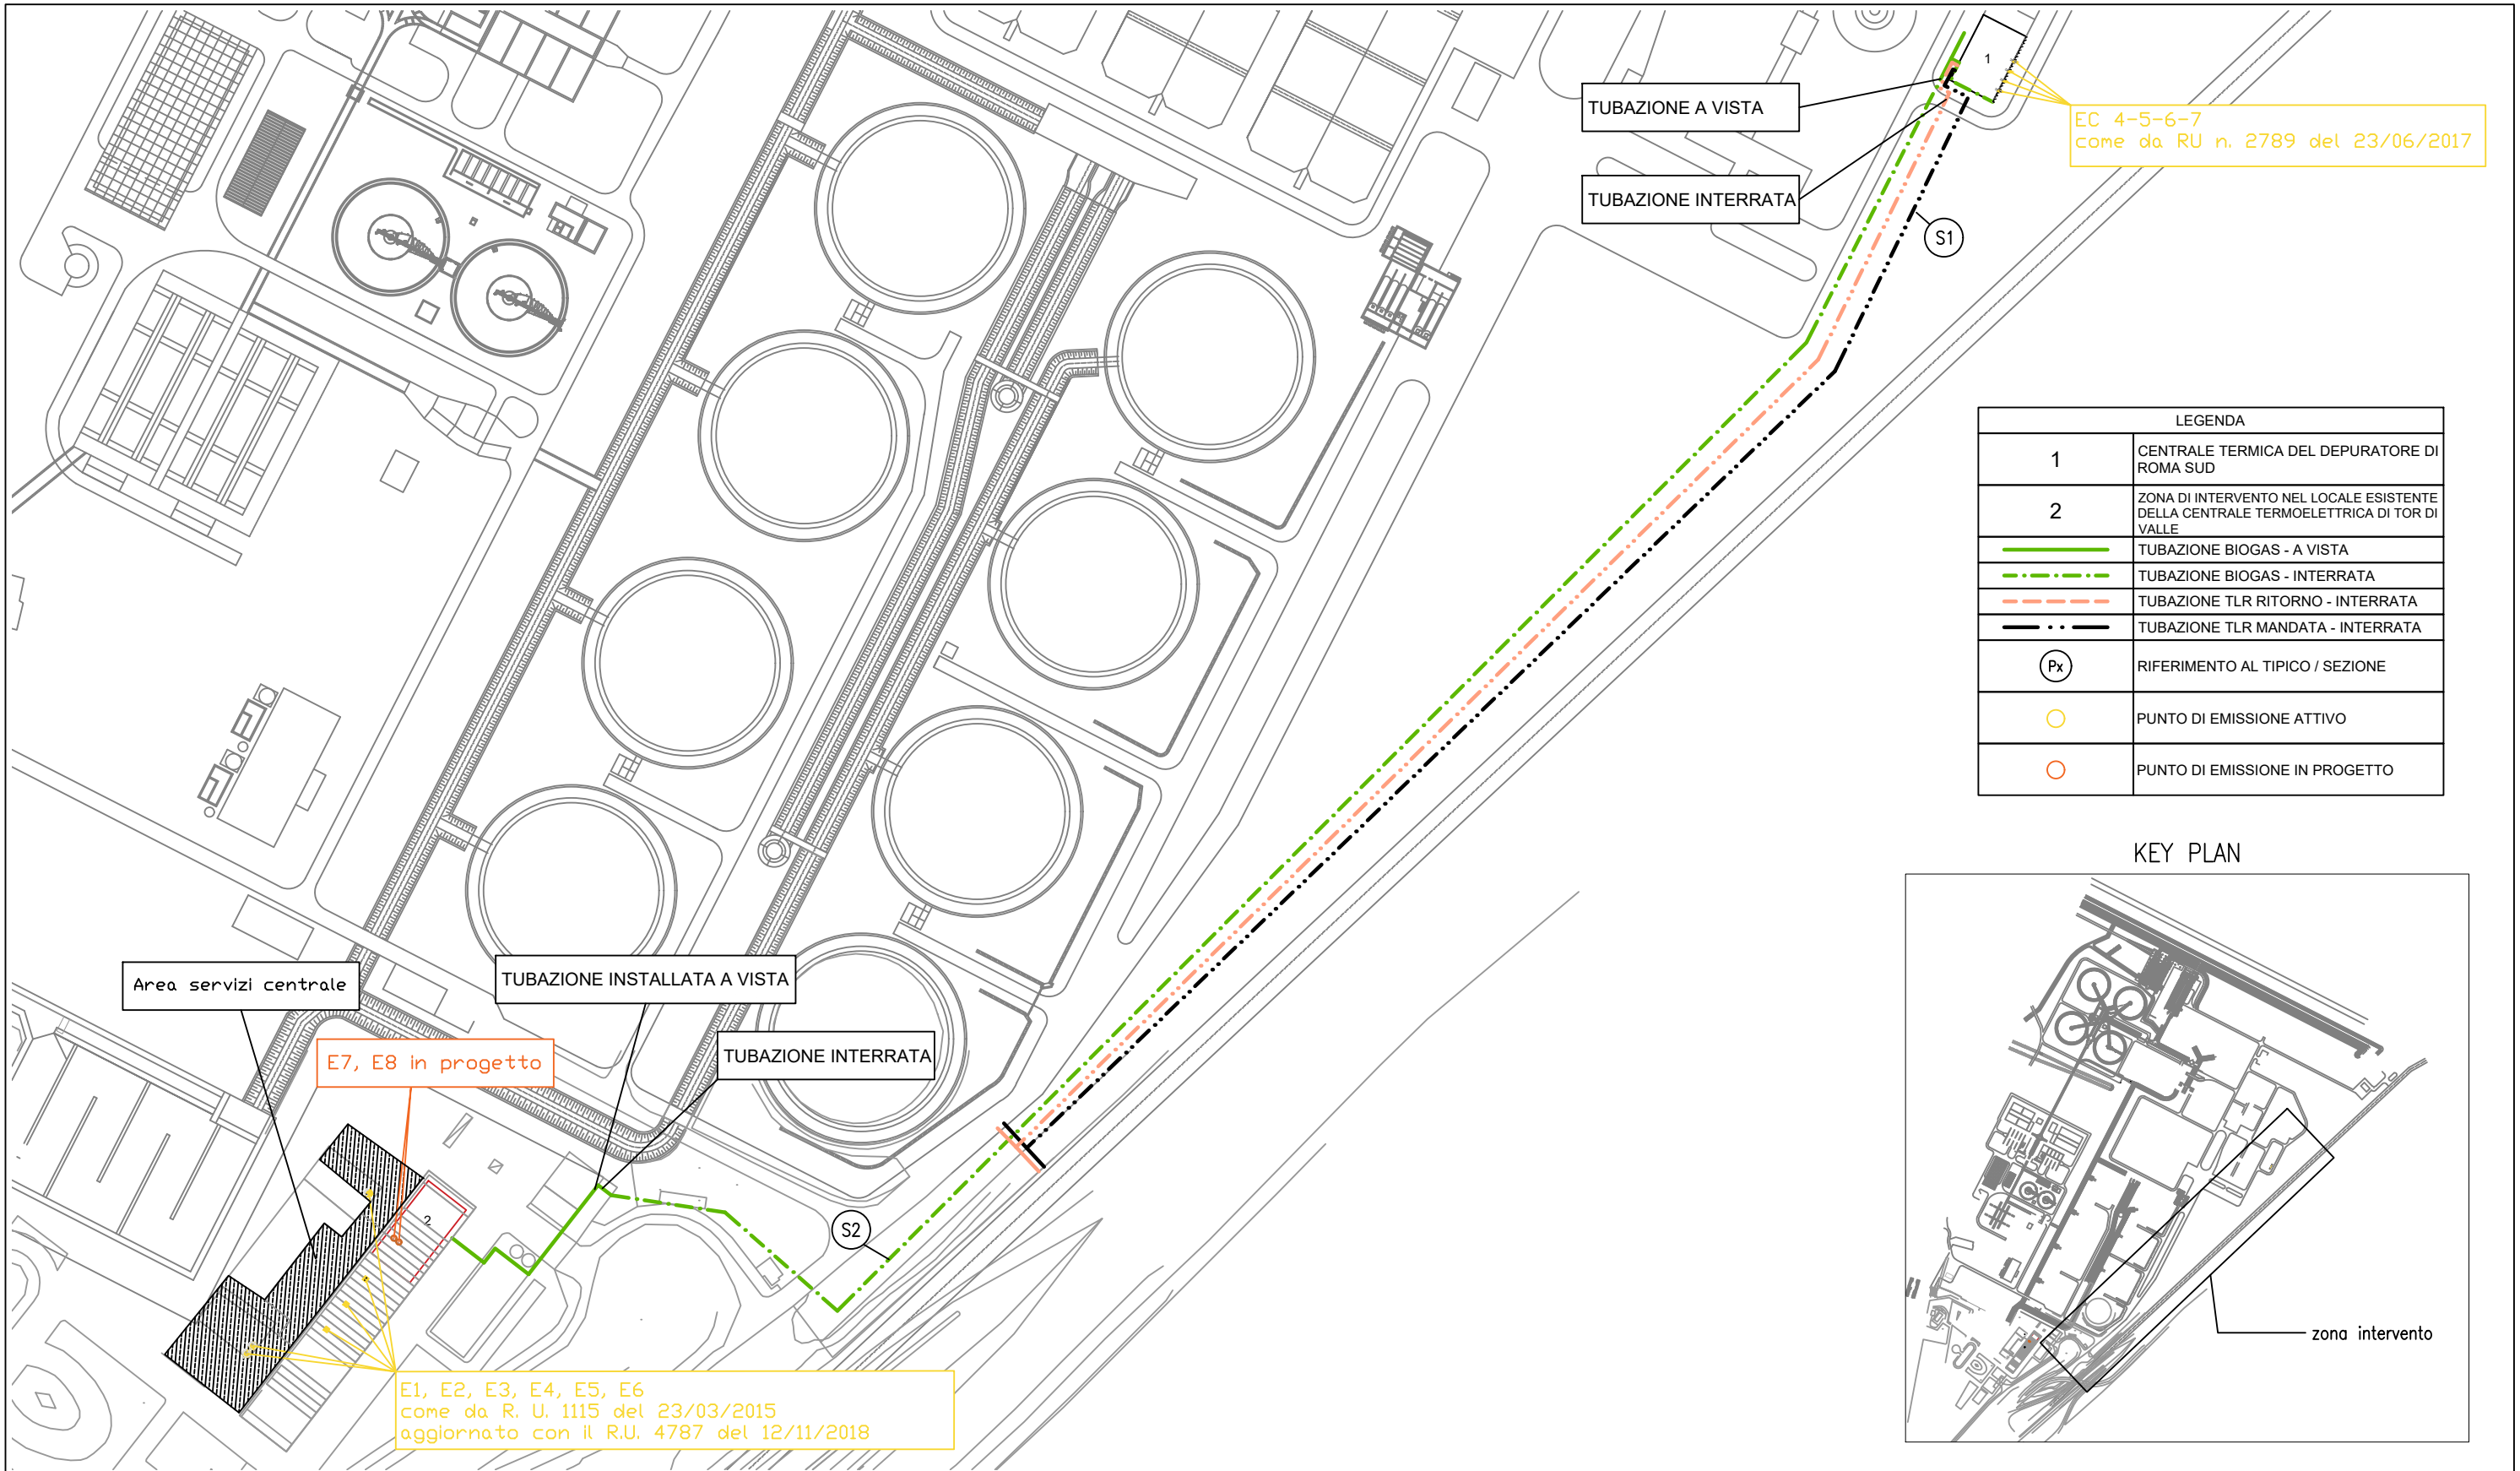 1
TUBAZIONE A VISTA
EC 4-5-6-7
come da RU n. 2789 del 23/06/2017
TUBAZIONE INTERRATA
S1
LEGENDA
1
CENTRALE TERMICA DEL DEPURATORE DI
ROMA SUD
2
ZONA DI INTERVENTO NEL LOCALE ESISTENTE
DELLA CENTRALE TERMOELETTRICA DI TOR DI
VALLE
TUBAZIONE BIOGAS - A VISTA
TUBAZIONE BIOGAS - INTERRATA
TUBAZIONE TLR RITORNO - INTERRATA
TUBAZIONE TLR MANDATA - INTERRATA
Px
RIFERIMENTO AL TIPICO / SEZIONE
PUNTO DI EMISSIONE ATTIVO
PUNTO DI EMISSIONE IN PROGETTO
KEY PLAN
zona intervento
Area servizi centrale
TUBAZIONE INSTALLATA A VISTA
TUBAZIONE INTERRATA
E7, E8 in progetto
2
S2
E1, E2, E3, E4, E5, E6
come da R. U. 1115 del 23/03/2015
aggiornato con il R.U. 4787 del 12/11/2018